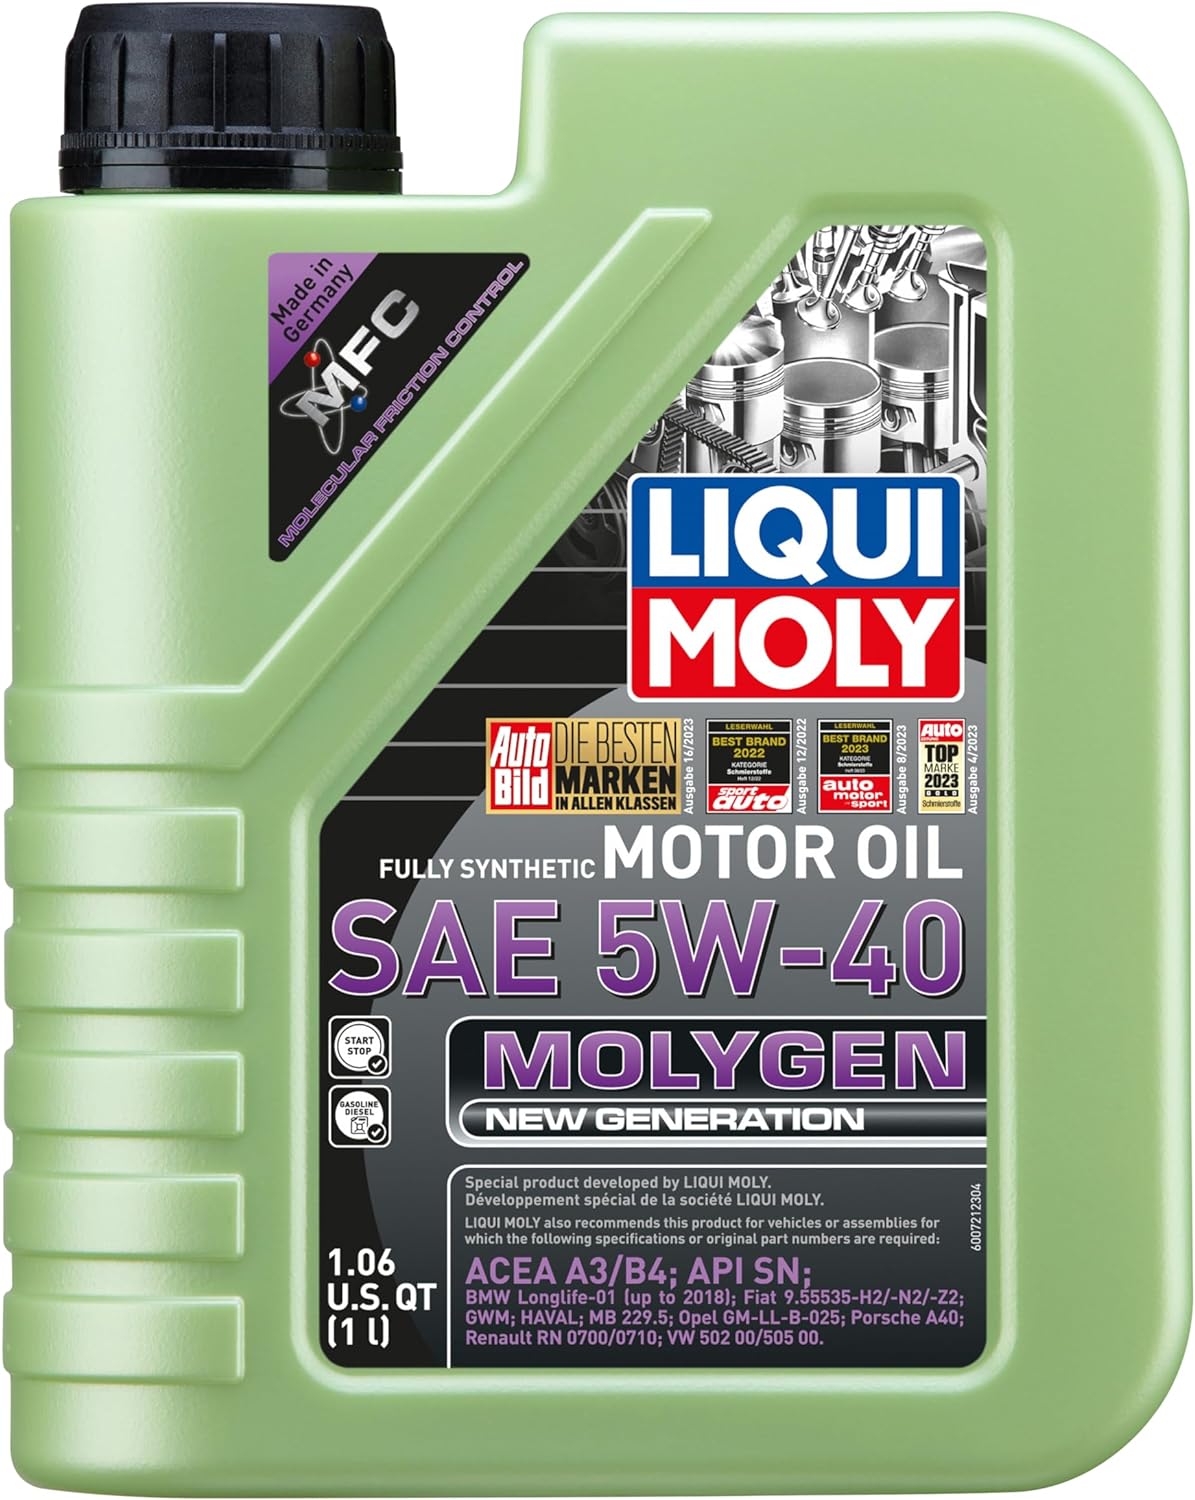 Made in
Germany
MFC
MOLECULAR FRICTION CONTROL
LIQUI
MOLY
Auto
Bild
DIE BESTEN
MARKEN
IN ALLEN KLASSEN
Ausgabe 16/2023
LESERWAHL
BEST BRAND
2022
KATEGORIE
Schmierstoffe
Heft 12/22
sport
auto
Ausgabe 12/2022
LESERWAHL
BEST BRAND
2023
KATEGORIE
Schmierstoffe
auto
motor
sport
Ausgabe 8/2023
Auto
ZEITUNG
TOP
MARKE
2023
GOLD
Schmierstoffe
Ausgabe 4/2023
FULLY SYNTHETIC MOTOR OIL
SAE 5W-40
START
STOP
GASOLINE
DIESEL
MOLYGEN
NEW GENERATION
Special product developed by LIQUI MOLY.
Développement spécial de la société LIQUI MOLY.
LIQUI MOLY also recommends this product for vehicles or assemblies for
which the following specifications or original part numbers are required:
ACEA A3/B4; API SN;
BMW Longlife-01 (up to 2018); Fiat 9.55535-H2/-N2/-Z2;
GWM; HAVAL; MB 229.5; Opel GM-LL-B-025; Porsche A40;
Renault RN 0700/0710; VW 502 00/505 00.
6007212304
1.06
U.S. QT
(1 l)